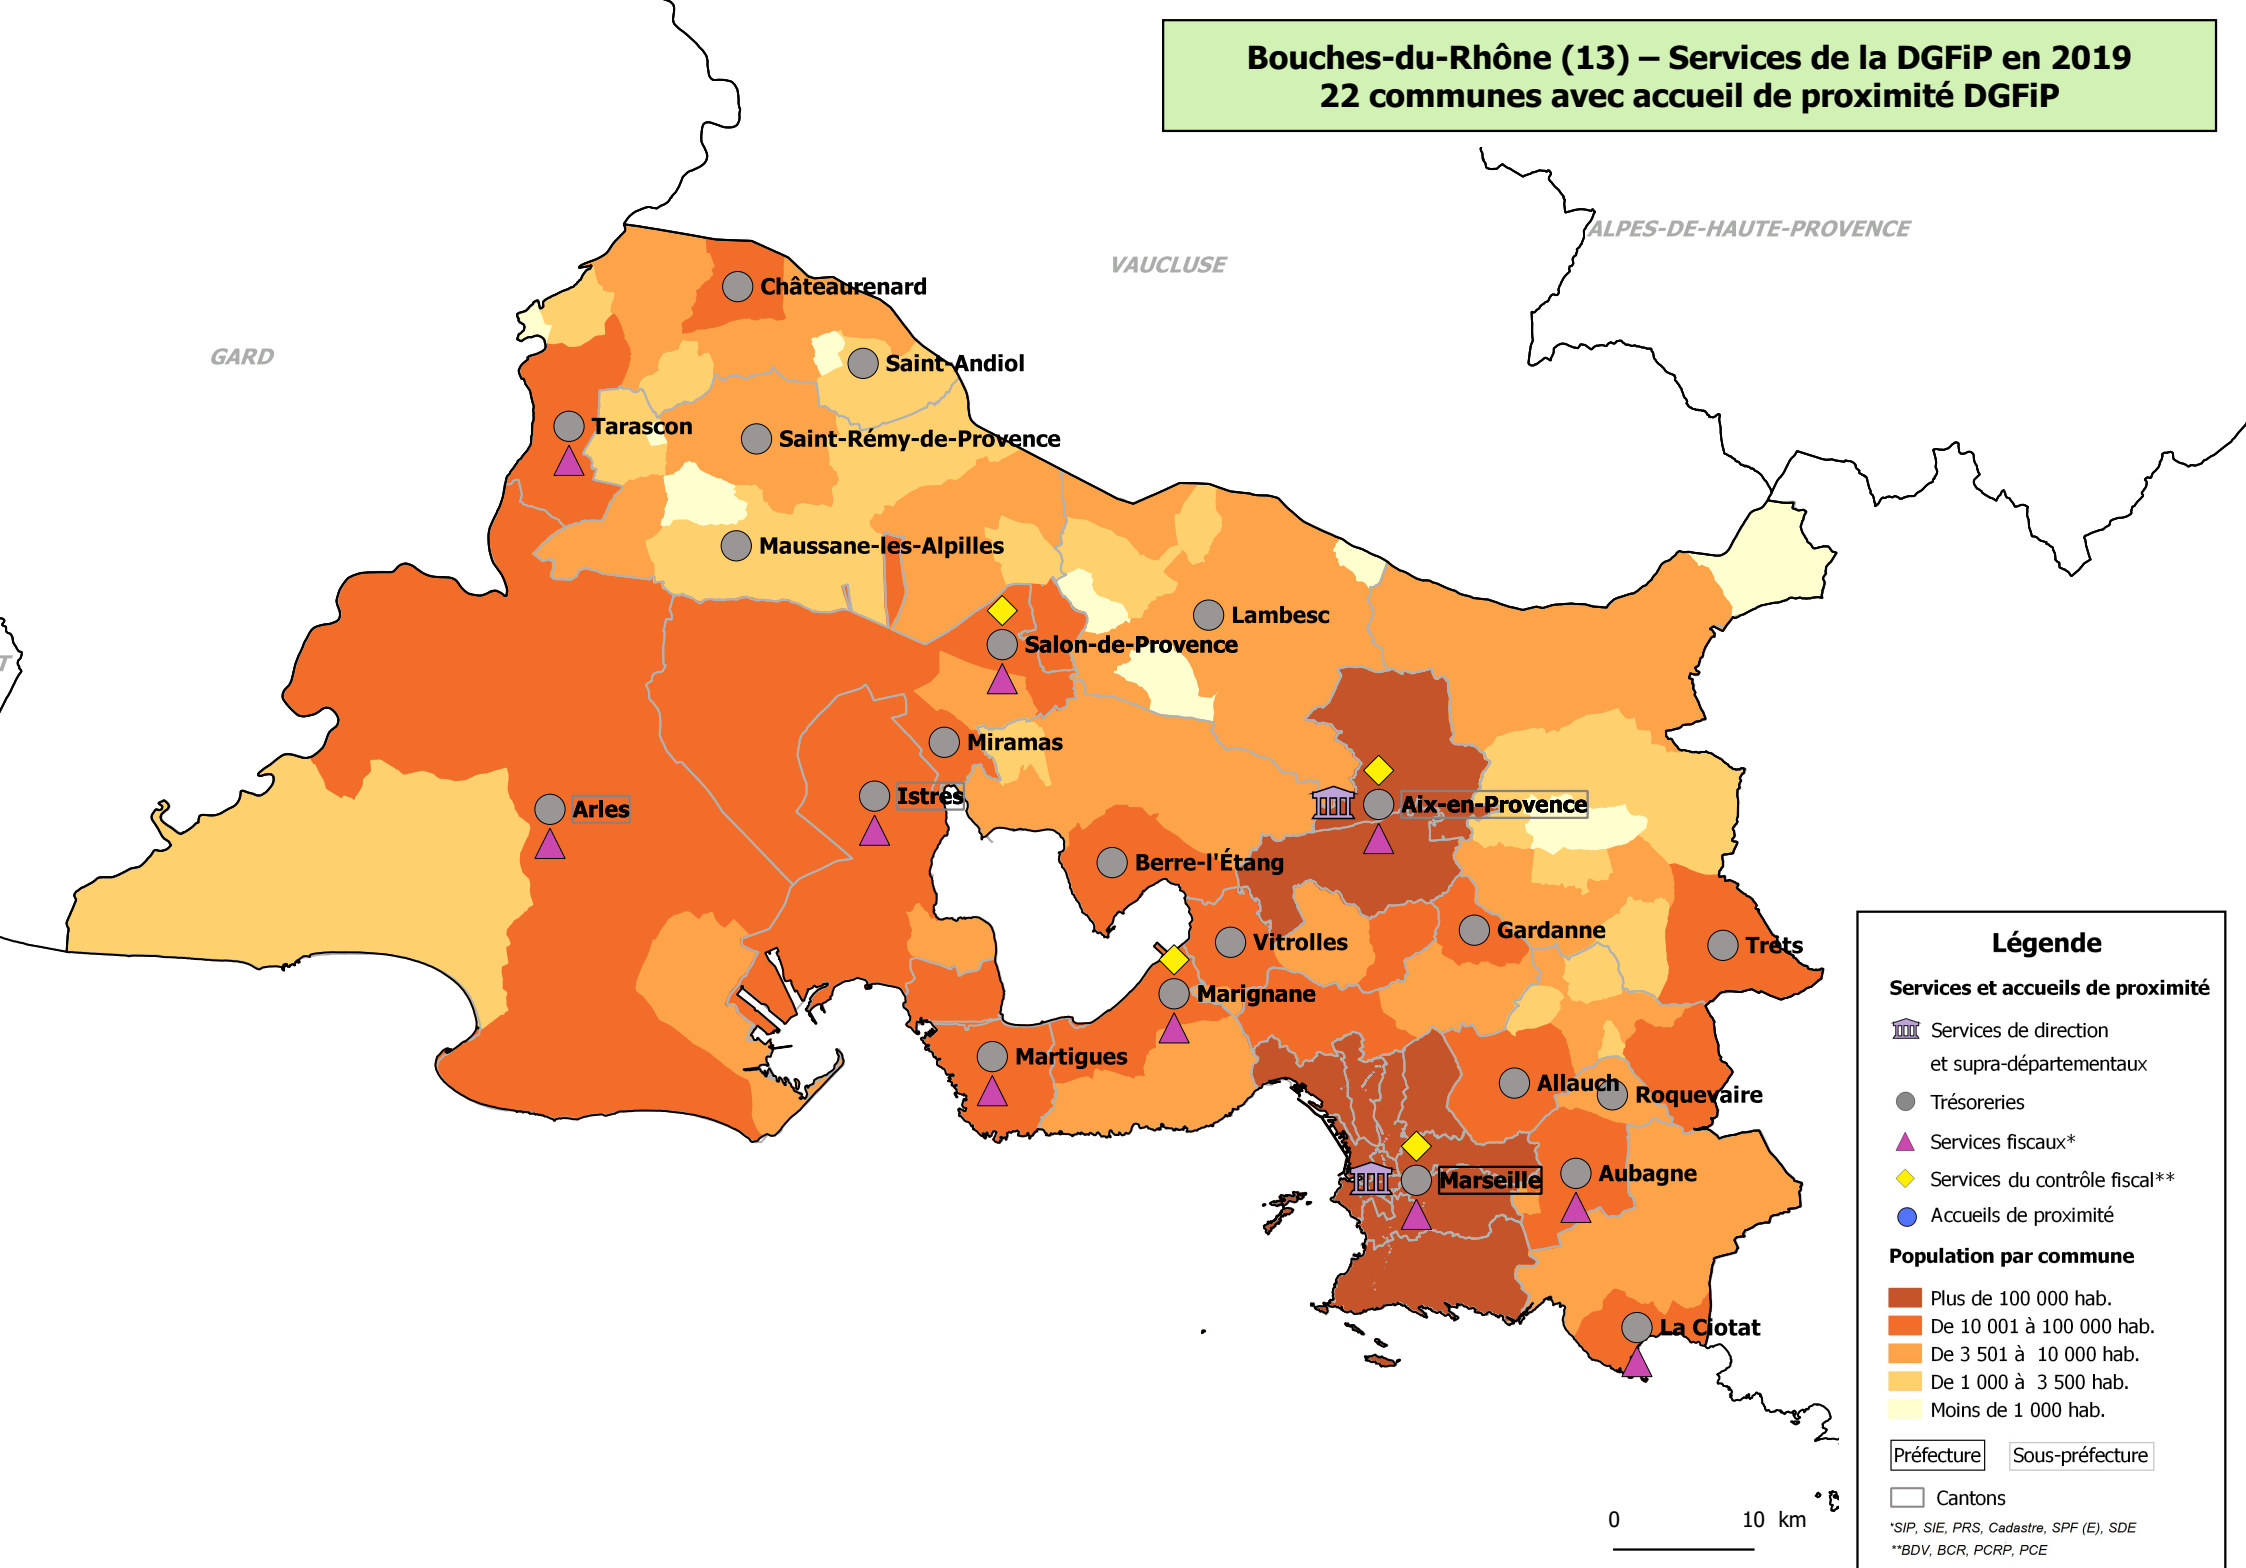 Bouches-du-Rhône (13) – Services de la DGFiP en 2019
22 communes avec accueil de proximité DGFiP
ALPES-DE-HAUTE-PROVENCE
VAUCLUSE
GARD
T
Châteaurenard
Saint-Andiol
Tarascon
Saint-Rémy-de-Provence
Maussane-les-Alpilles
Lambesc
Salon-de-Provence
Miramas
Istres
Arles
Aix-en-Provence
Berre-l'Étang
Gardanne
Vitrolles
Trets
Marignane
Martigues
Allauch
Roquevaire
Aubagne
Marseille
La Ciotat
Légende
Services et accueils de proximité
Services de direction
et supra-départementaux
Trésoreries
Services fiscaux*
Services du contrôle fiscal**
Accueils de proximité
Population par commune
Plus de 100 000 hab.
De 10 001 à 100 000 hab.
De 3 501 à 10 000 hab.
De 1 000 à 3 500 hab.
Moins de 1 000 hab.
Préfecture Sous-préfecture
Cantons
*SIP, SIE, PRS, Cadastre, SPF (E), SDE
**BDV, BCR, PCRP, PCE
0 10 km